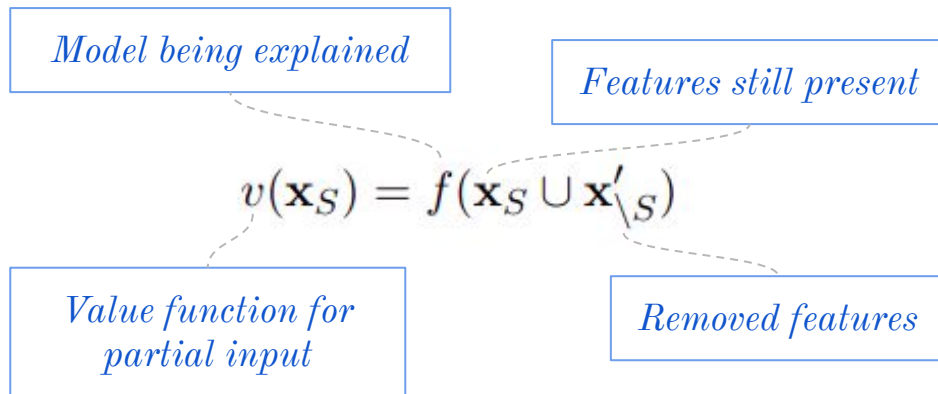 Model being explained
Features still present
v(𝐱_S) = f(𝐱_S ∪ 𝐱′_{\S})
Value function for
partial input
Removed features